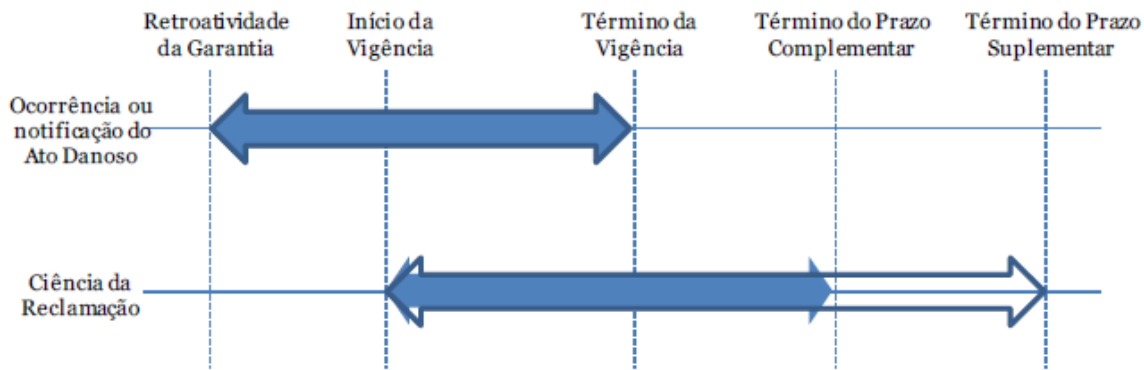 Retroatividade
da Garantia
Início da
Vigência
Término da
Vigência
Término do Prazo
Complementar
Término do Prazo
Suplementar
Ocorrência ou
notificação do
Ato Danoso
Ciência da
Reclamação